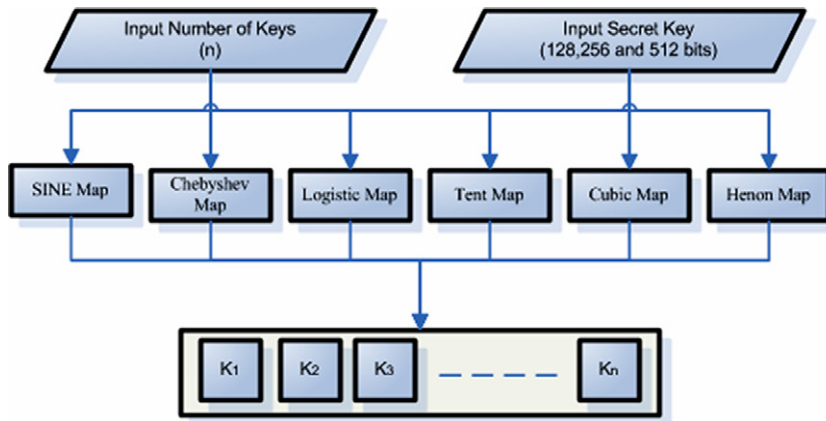 Input Number of Keys
(n)
Input Secret Key
(128,256 and 512 bits)
SINE Map
Chebyshev
Map
Logistic Map
Tent Map
Cubic Map
Henon Map
K1
K2
K3
Kn